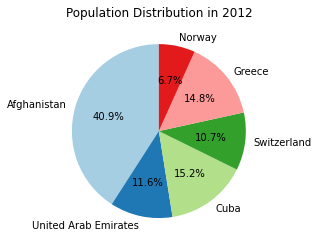 Population Distribution in 2012
Norway
6.7%
Greece
14.8%
Afghanistan
40.9%
Switzerland
10.7%
Cuba
15.2%
United Arab Emirates
11.6%